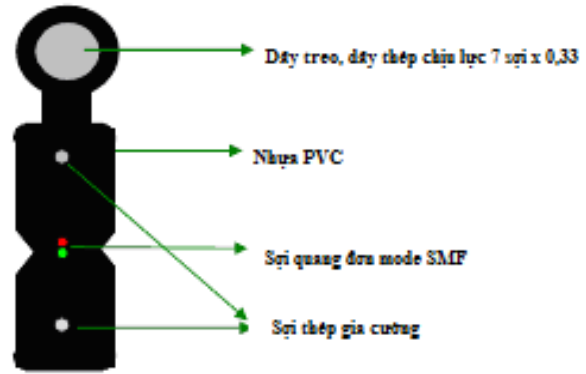 Dây treo, dây thép chịu lực 7 sợi x 0,33
Nhựa PVC
Sợi quang đơn mode SMF
Sợi thép gia cường